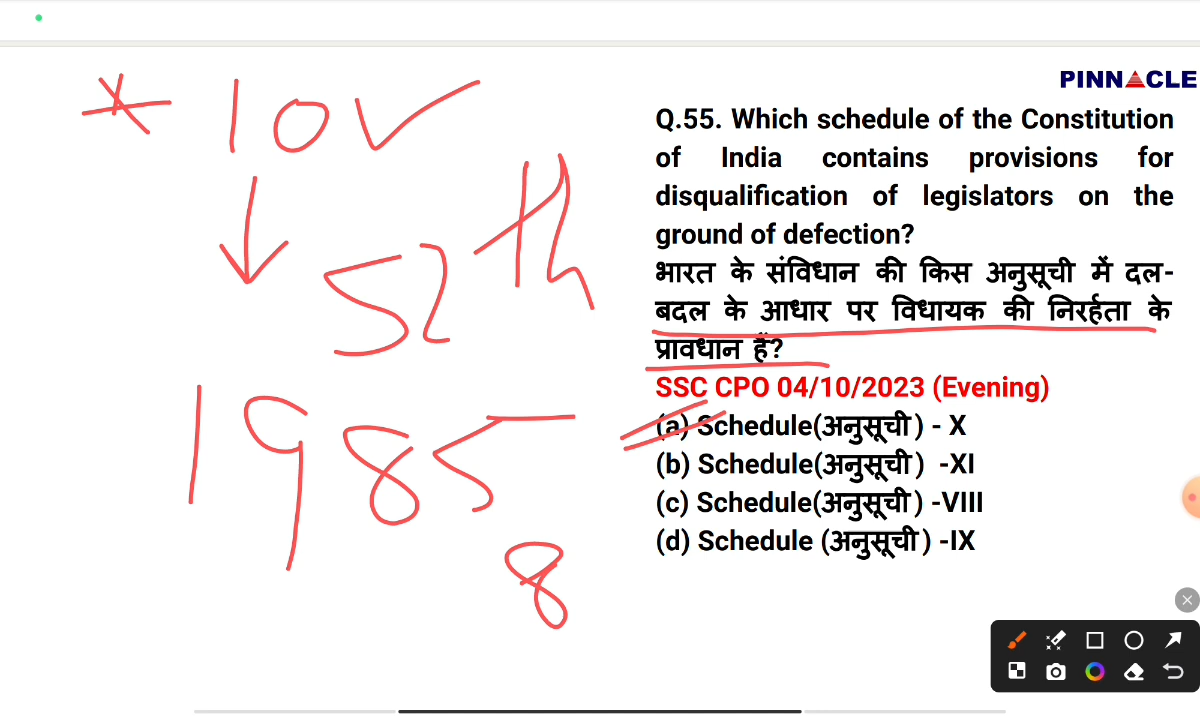 * 10✓
52th
1985
8
PINNACLE
Q.55. Which schedule of the Constitution
of India contains provisions for
disqualification of legislators on the
ground of defection?
भारत के संविधान की किस अनुसूची में दल-
बदल के आधार पर विधायक की निरर्हता के
प्रावधान हैं?
SSC CPO 04/10/2023 (Evening)
(a) Schedule(अनुसूची) - X
(b) Schedule(अनुसूची) -XI
(c) Schedule(अनुसूची) -VIII
(d) Schedule (अनुसूची) -IX